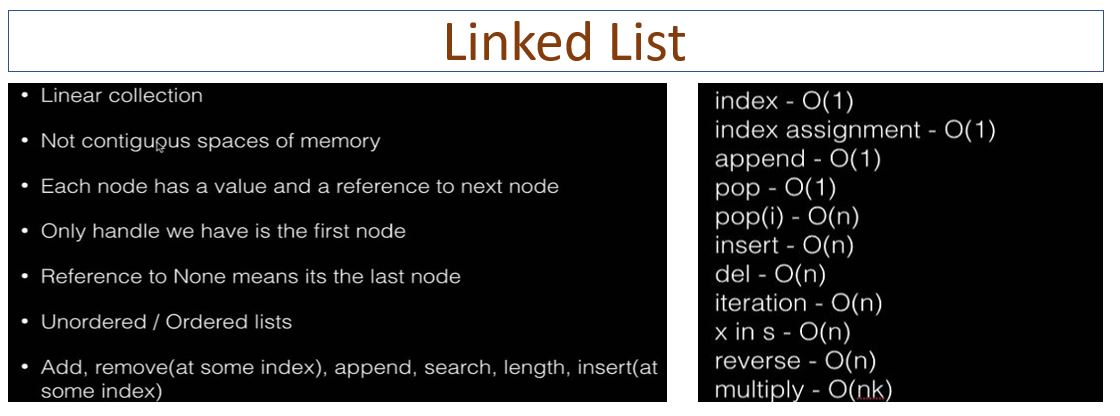 Linked List
• Linear collection
• Not contiguous spaces of memory
• Each node has a value and a reference to next node
• Only handle we have is the first node
• Reference to None means its the last node
• Unordered / Ordered lists
• Add, remove(at some index), append, search, length, insert(at
some index)
index - O(1)
index assignment - O(1)
append - O(1)
pop - O(1)
pop(i) - O(n)
insert - O(n)
del - O(n)
iteration - O(n)
x in s - O(n)
reverse - O(n)
multiply - O(nk)